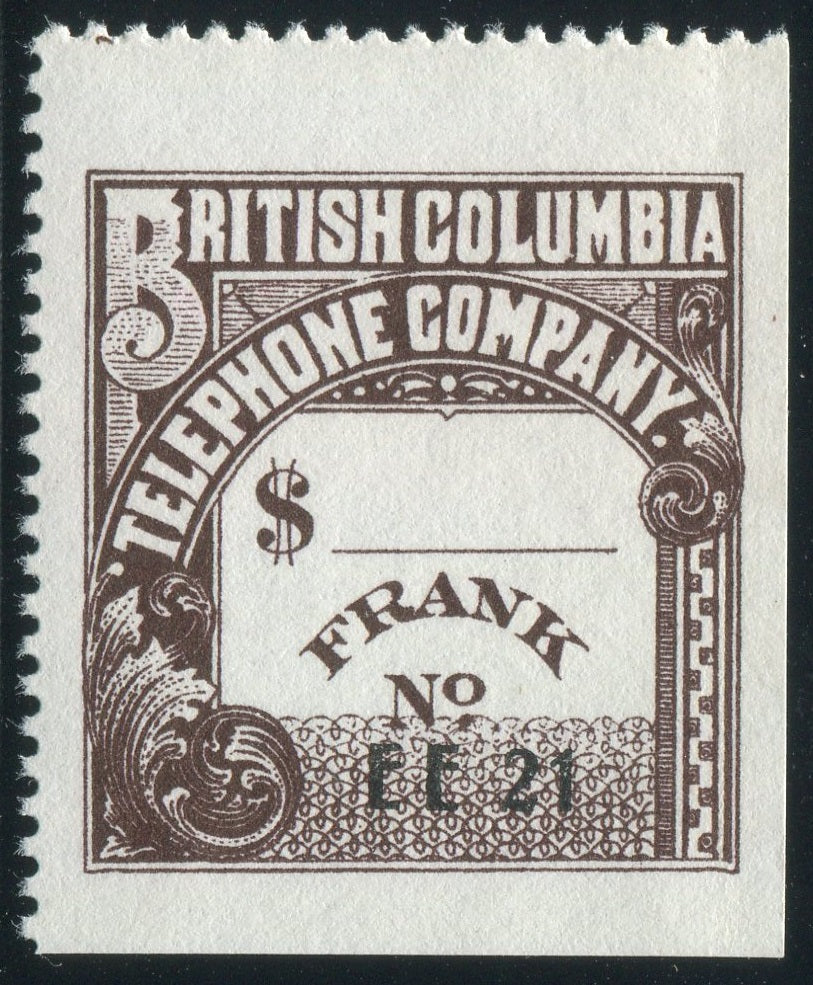 BRITISH COLUMBIA
TELEPHONE COMPANY.
$
FRANK
No
EE 21